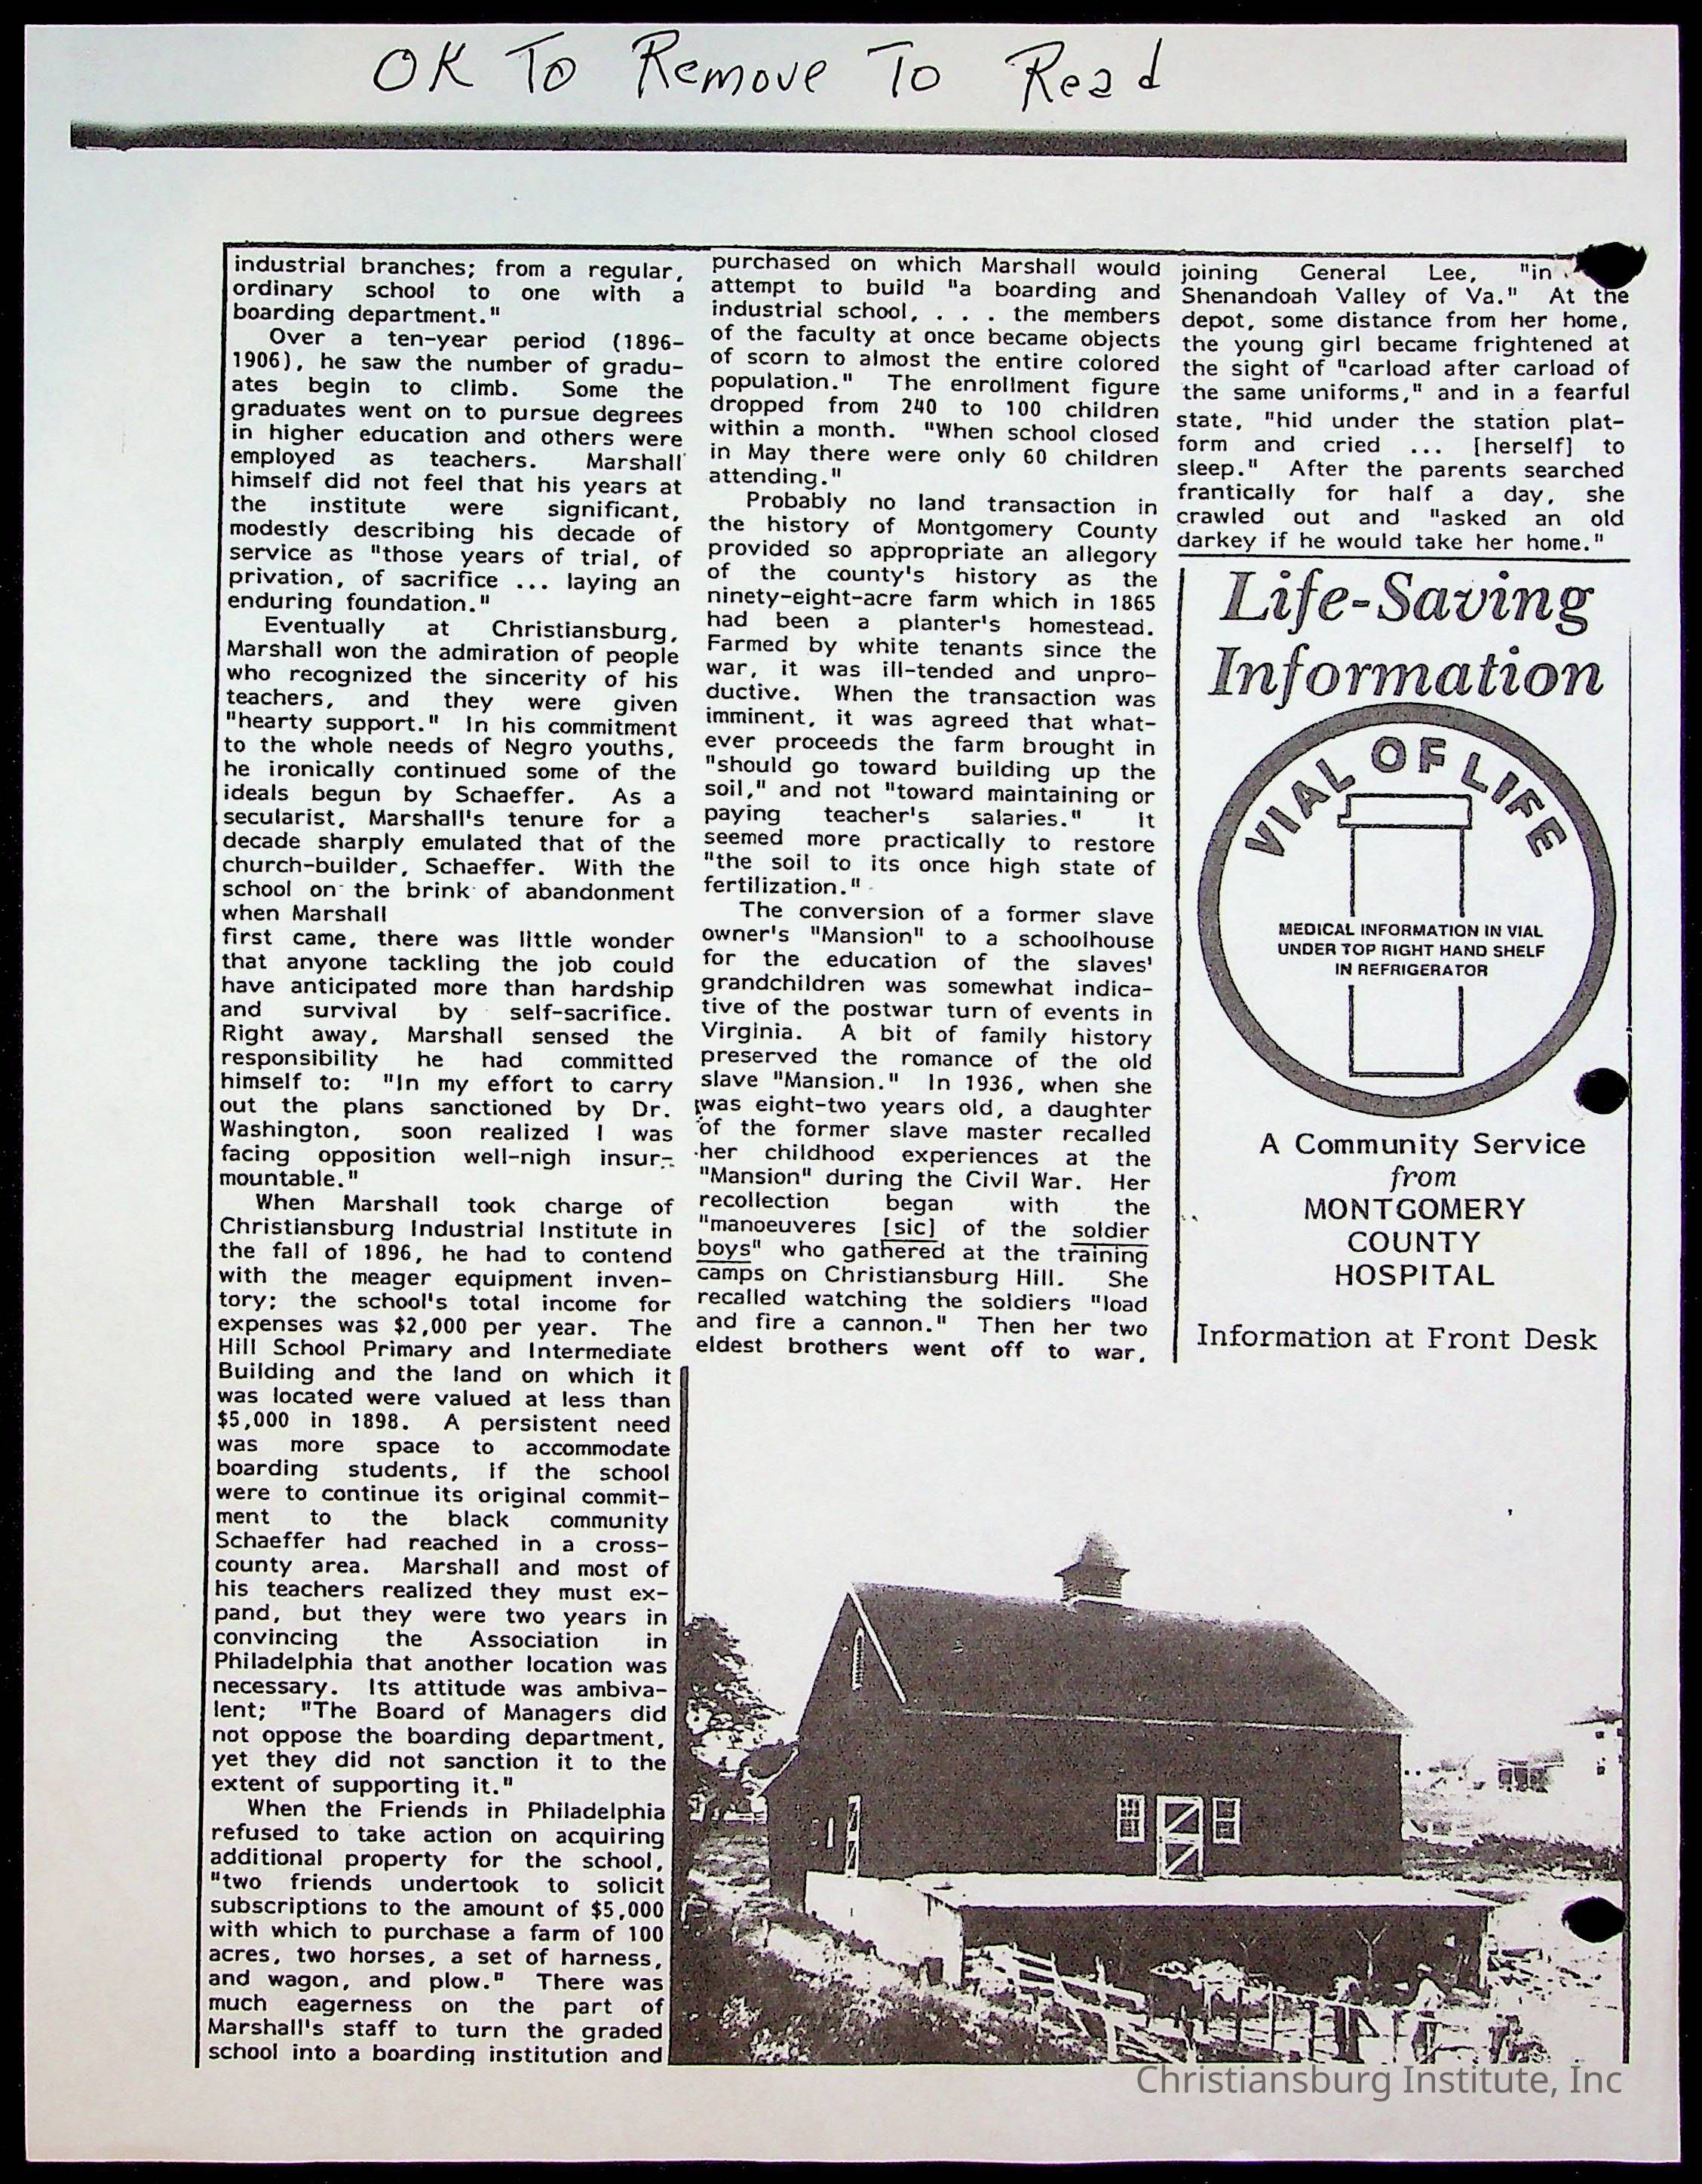 OK To Remove To Read
industrial branches; from a regular,
ordinary school to one with a
boarding department."
Over a ten-year period (1896-
1906), he saw the number of gradu-
ates begin to climb. Some the
graduates went on to pursue degrees
in higher education and others were
employed as teachers. Marshall
himself did not feel that his years at
the institute were significant,
modestly describing his decade of
service as "those years of trial, of
privation, of sacrifice ... laying an
enduring foundation."
Eventually at Christiansburg,
Marshall won the admiration of people
who recognized the sincerity of his
teachers, and they were given
"hearty support." In his commitment
to the whole needs of Negro youths,
he ironically continued some of the
ideals begun by Schaeffer. As a
secularist, Marshall's tenure for a
decade sharply emulated that of the
church-builder, Schaeffer. With the
school on the brink of abandonment
when Marshall
first came, there was little wonder
that anyone tackling the job could
have anticipated more than hardship
and survival by self-sacrifice.
Right away, Marshall sensed the
responsibility he had committed
himself to: "In my effort to carry
out the plans sanctioned by Dr.
Washington, soon realized I was
facing opposition well-nigh insur-
mountable."
When Marshall took charge of
Christiansburg Industrial Institute in
the fall of 1896, he had to contend
with the meager equipment inven-
tory; the school's total income for
expenses was $2,000 per year. The
Hill School Primary and Intermediate
Building and the land on which it
was located were valued at less than
$5,000 in 1898. A persistent need
was more space to accommodate
boarding students, if the school
were to continue its original commit-
ment to the black community
Schaeffer had reached in a cross-
county area. Marshall and most of
his teachers realized they must ex-
pand, but they were two years in
convincing the Association in
Philadelphia that another location was
necessary. Its attitude was ambiva-
lent; "The Board of Managers did
not oppose the boarding department,
yet they did not sanction it to the
extent of supporting it."
When the Friends in Philadelphia
refused to take action on acquiring
additional property for the school,
"two friends undertook to solicit
subscriptions to the amount of $5,000
with which to purchase a farm of 100
acres, two horses, a set of harness,
and wagon, and plow." There was
much eagerness on the part of
Marshall's staff to turn the graded
school into a boarding institution and
purchased on which Marshall would
attempt to build "a boarding and
industrial school, . . . the members
of the faculty at once became objects
of scorn to almost the entire colored
population." The enrollment figure
dropped from 240 to 100 children
within a month. "When school closed
in May there were only 60 children
attending."
Probably no land transaction in
the history of Montgomery County
provided so appropriate an allegory
of the county's history as the
ninety-eight-acre farm which in 1865
had been a planter's homestead.
Farmed by white tenants since the
war, it was ill-tended and unpro-
ductive. When the transaction was
imminent, it was agreed that what-
ever proceeds the farm brought in
"should go toward building up the
soil," and not "toward maintaining or
paying teacher's salaries." It
seemed more practically to restore
"the soil to its once high state of
fertilization."
The conversion of a former slave
owner's "Mansion" to a schoolhouse
for the education of the slaves'
grandchildren was somewhat indica-
tive of the postwar turn of events in
Virginia. A bit of family history
preserved the romance of the old
slave "Mansion." In 1936, when she
was eight-two years old, a daughter
of the former slave master recalled
her childhood experiences at the
"Mansion" during the Civil War. Her
recollection began with the
"manoeuveres [sic] of the soldier
boys" who gathered at the training
camps on Christiansburg Hill. She
recalled watching the soldiers "load
and fire a cannon." Then her two
eldest brothers went off to war,
joining General Lee, "in
Shenandoah Valley of Va." At the
depot, some distance from her home,
the young girl became frightened at
the sight of "carload after carload of
the same uniforms," and in a fearful
state, "hid under the station plat-
form and cried ... [herself] to
sleep." After the parents searched
frantically for half a day, she
crawled out and "asked an old
darkey if he would take her home."
Life-Saving
Information
VIAL OF LIFE
MEDICAL INFORMATION IN VIAL
UNDER TOP RIGHT HAND SHELF
IN REFRIGERATOR
A Community Service
from
MONTGOMERY
COUNTY
HOSPITAL
Information at Front Desk
Christiansburg Institute, Inc